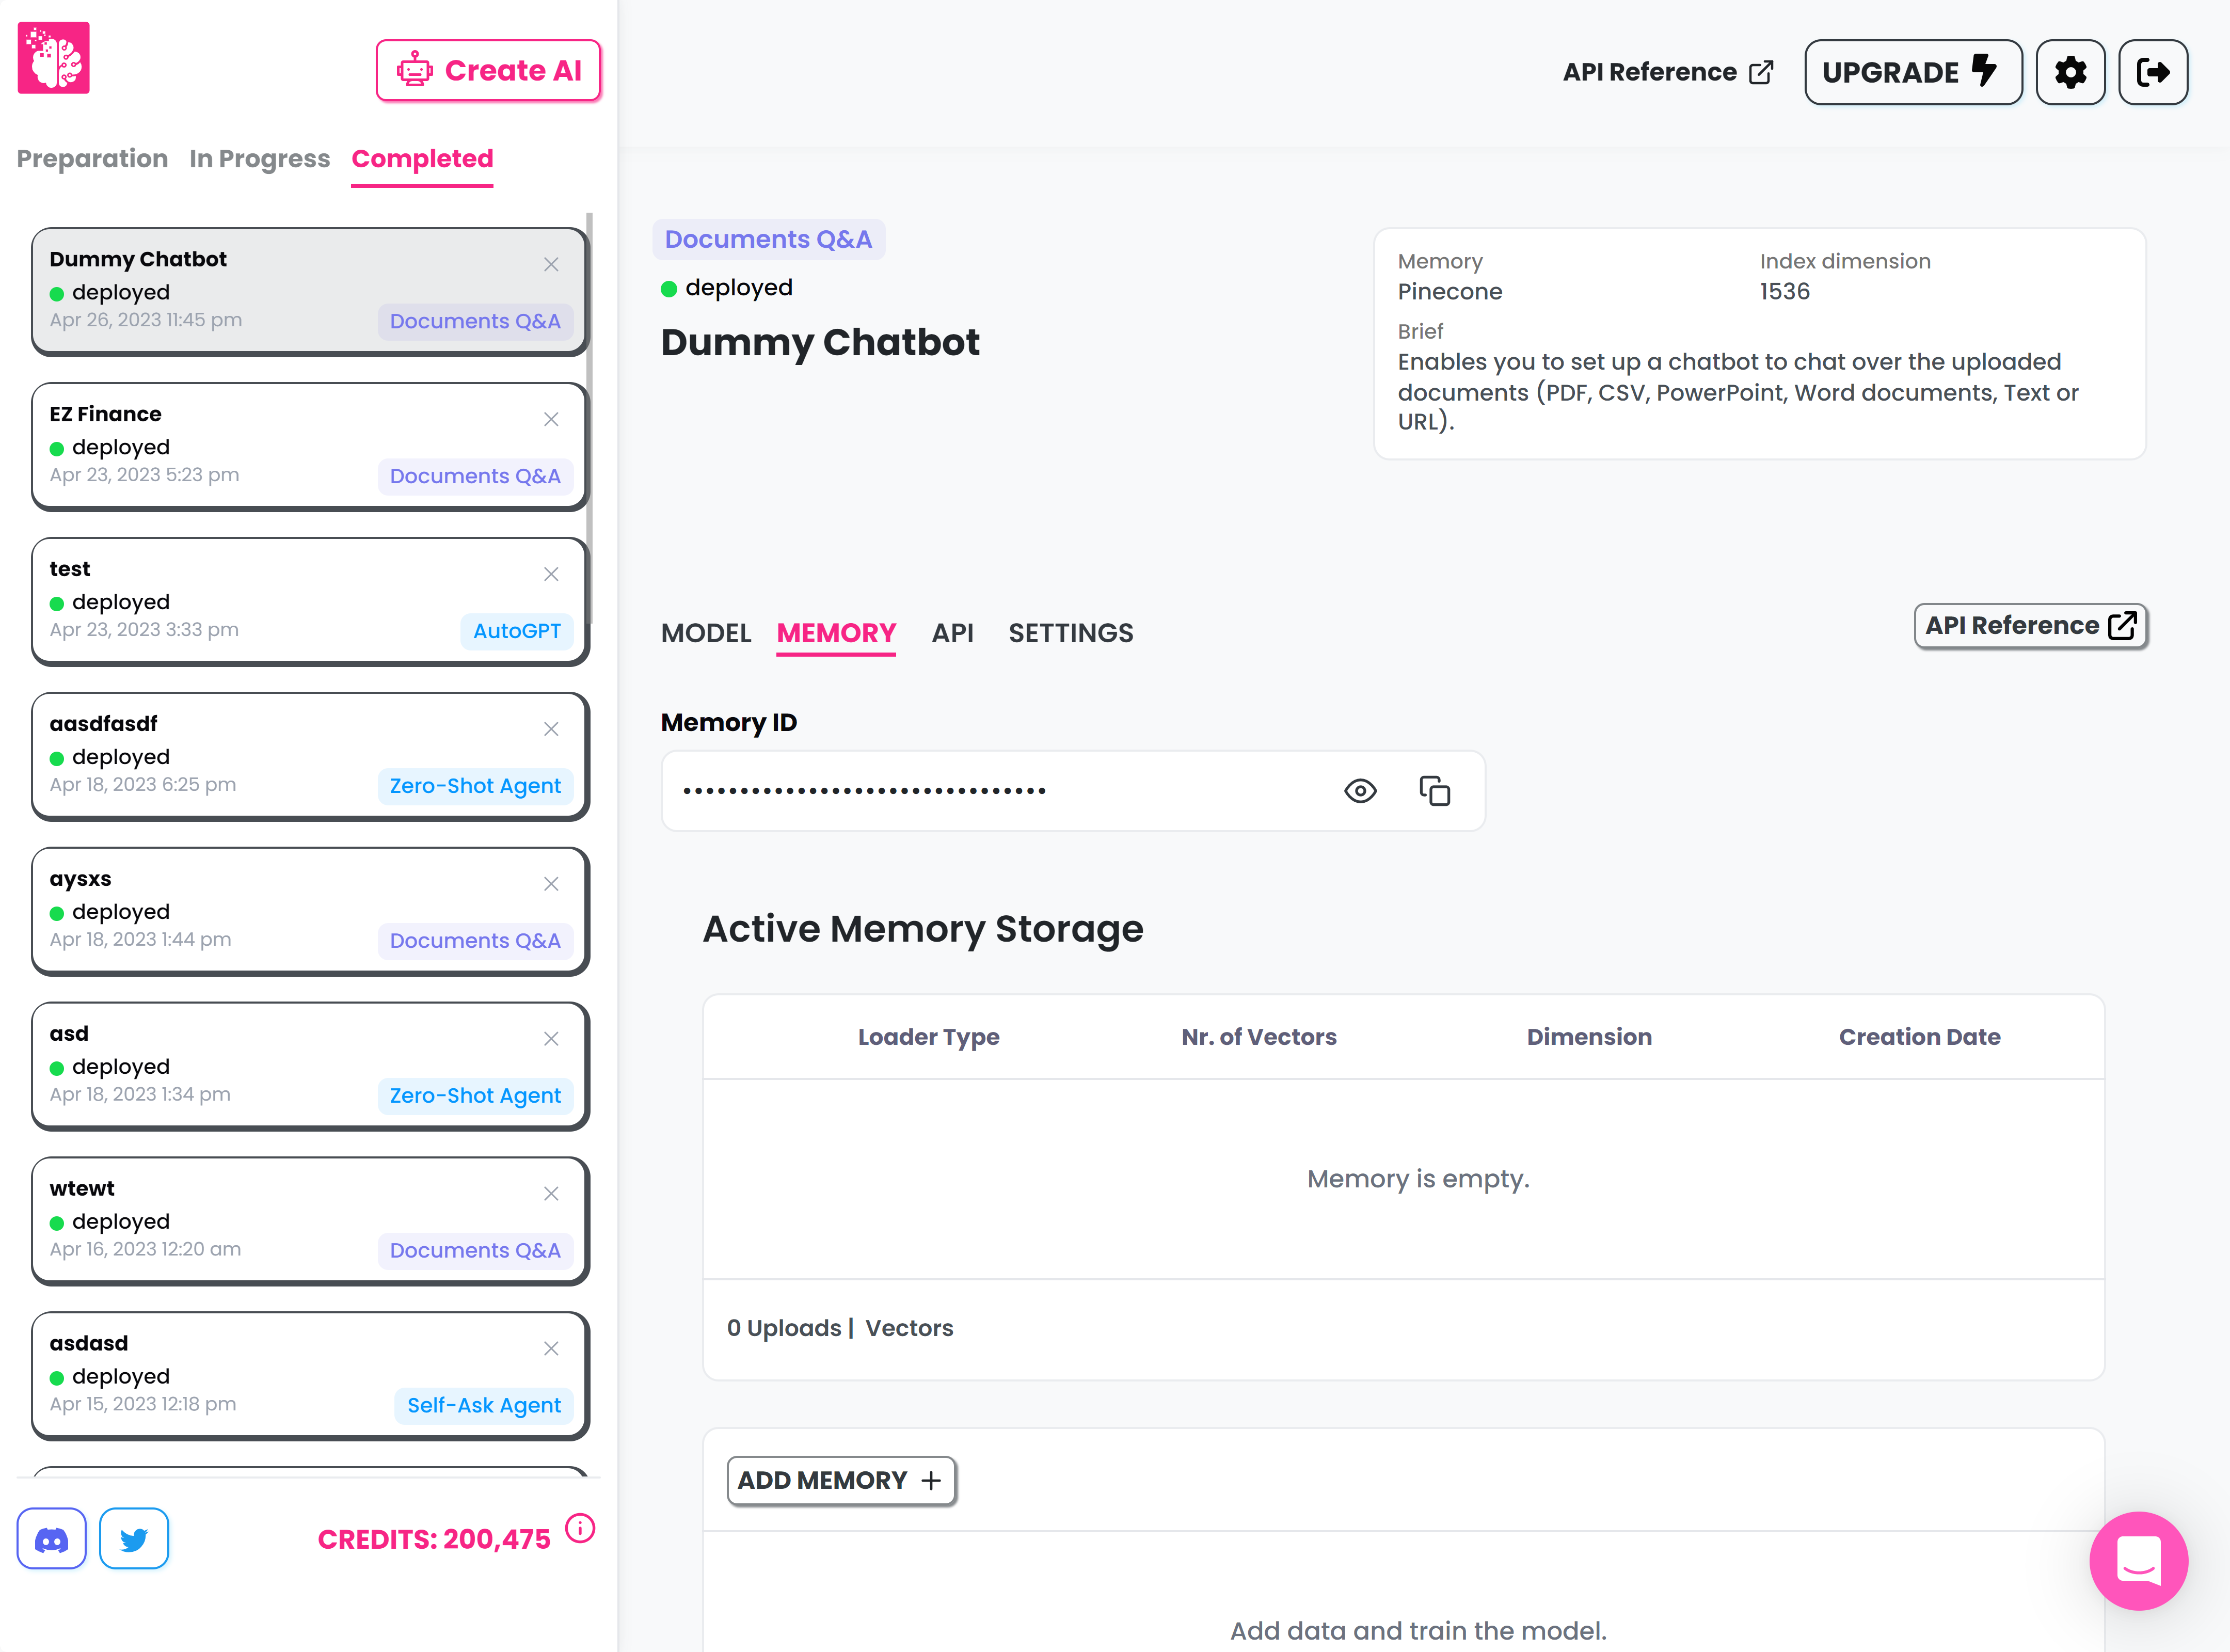 Create AI
Preparation In Progress Completed
Dummy Chatbot
deployed
Apr 26, 2023 11:45 pm
Documents Q&A
EZ Finance
deployed
Apr 23, 2023 5:23 pm
Documents Q&A
test
deployed
Apr 23, 2023 3:33 pm
AutoGPT
aasdfasdf
deployed
Apr 18, 2023 6:25 pm
Zero-Shot Agent
aysxs
deployed
Apr 18, 2023 1:44 pm
Documents Q&A
asd
deployed
Apr 18, 2023 1:34 pm
Zero-Shot Agent
wtewt
deployed
Apr 16, 2023 12:20 am
Documents Q&A
asdasd
deployed
Apr 15, 2023 12:18 pm
Self-Ask Agent
CREDITS: 200,475
API Reference
UPGRADE
Documents Q&A
deployed
Dummy Chatbot
Memory
Pinecone
Index dimension
1536
Brief
Enables you to set up a chatbot to chat over the uploaded
documents (PDF, CSV, PowerPoint, Word documents, Text or
URL).
MODEL MEMORY API SETTINGS
API Reference
Memory ID
••••••••••••••••••••••••••••••••
Active Memory Storage
Loader Type Nr. of Vectors Dimension Creation Date
Memory is empty.
0 Uploads | Vectors
ADD MEMORY +
Add data and train the model.